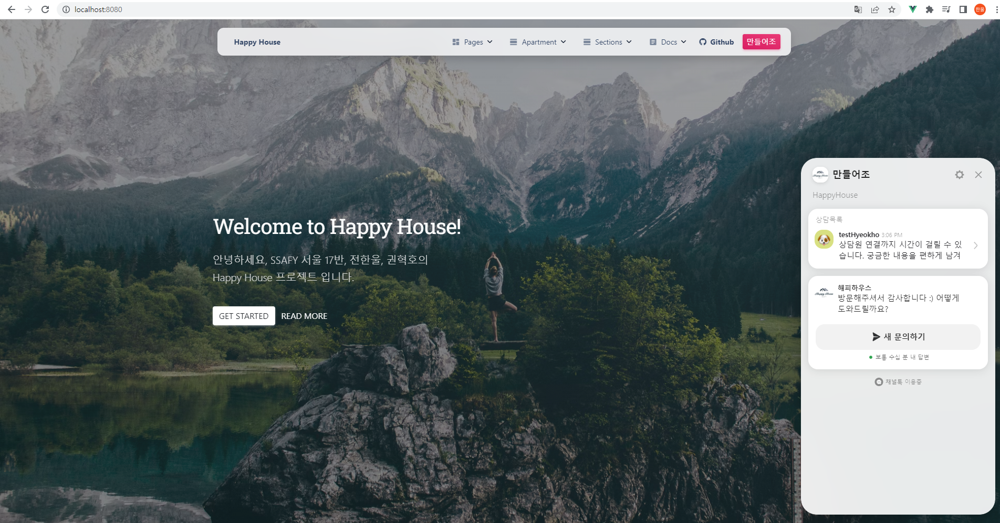 localhost:8080
한울
Happy House
Pages
Apartment
Sections
Docs
Github
만들어조
Welcome to Happy House!
안녕하세요, SSAFY 서울 17반, 전한울, 권혁호의
Happy House 프로젝트 입니다.
GET STARTED
READ MORE
만들어조
HappyHouse
상담목록
testHyeokho 3:06 PM
상담원 연결까지 시간이 걸릴 수 있
습니다. 궁금한 내용을 편하게 남겨
Happy House
해피하우스
방문해주셔서 감사합니다 :) 어떻게
도와드릴까요?
새 문의하기
보통 수십 분 내 답변
채널톡 이용중